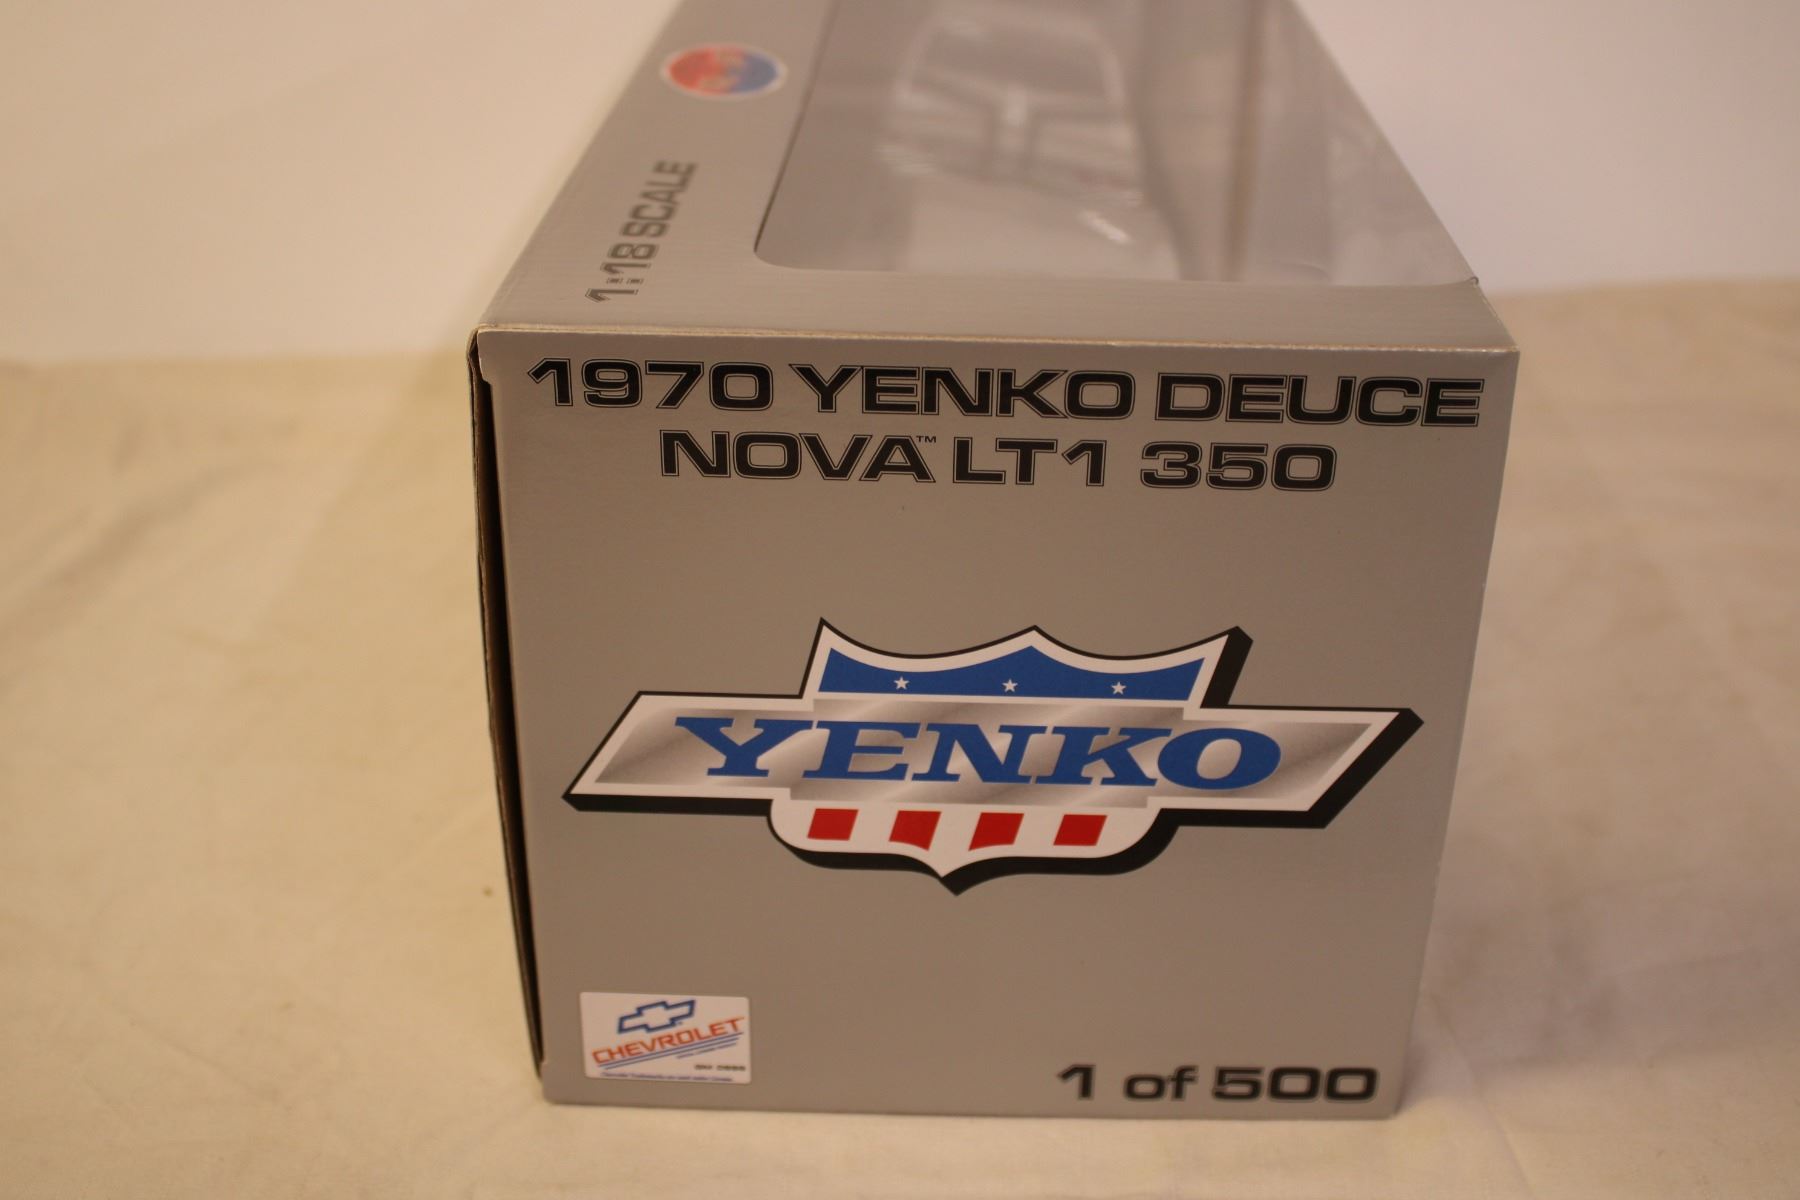 1:18 SCALE
1970 YENKO DEUCE
NOVA™ LT1 350
YENKO
CHEVROLET
1 of 500